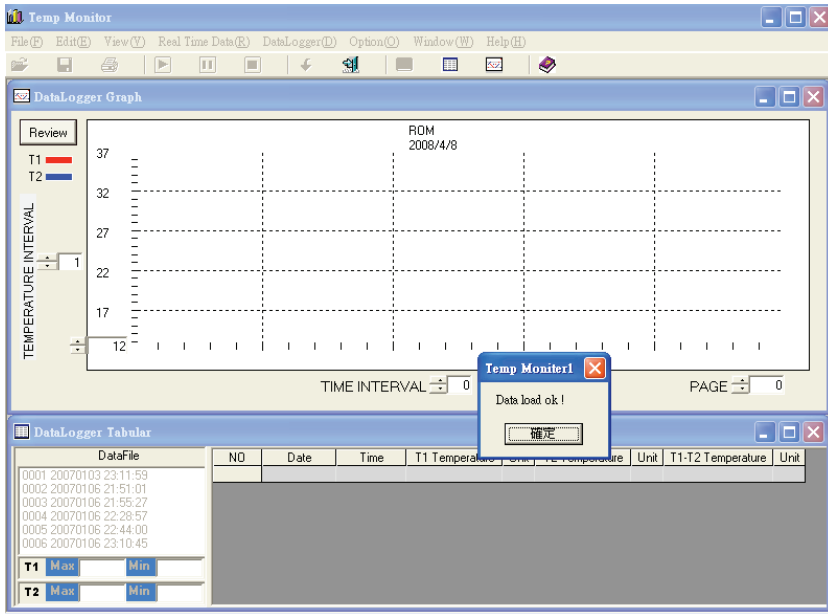 Temp Monitor
File(F) Edit(E) View(V) Real Time Data(R) DataLogger(D) Option(O) Window(W) Help(H)
DataLogger Graph
Review
T1
T2
ROM
2008/4/8
37
32
27
22
17
12
TEMPERATURE INTERVAL
1
TIME INTERVAL 0
PAGE 0
Temp Moniter1
Data load ok !
確定
DataLogger Tabular
DataFile
0001 20070103 23:11:59
0002 20070106 21:51:01
0003 20070106 21:55:27
0004 20070106 22:28:57
0005 20070106 22:44:00
0006 20070106 23:10:45
T1 Max Min
T2 Max Min
NO Date Time T1 Temperature Unit T2 Temperature Unit T1-T2 Temperature Unit